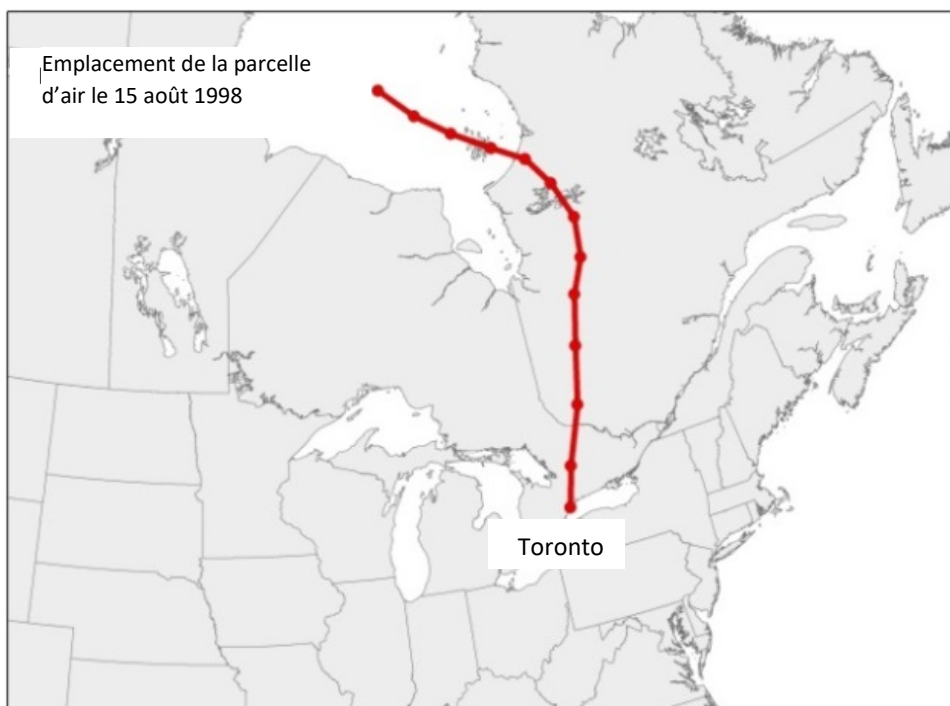 Emplacement de la parcelle
d’air le 15 août 1998
Toronto